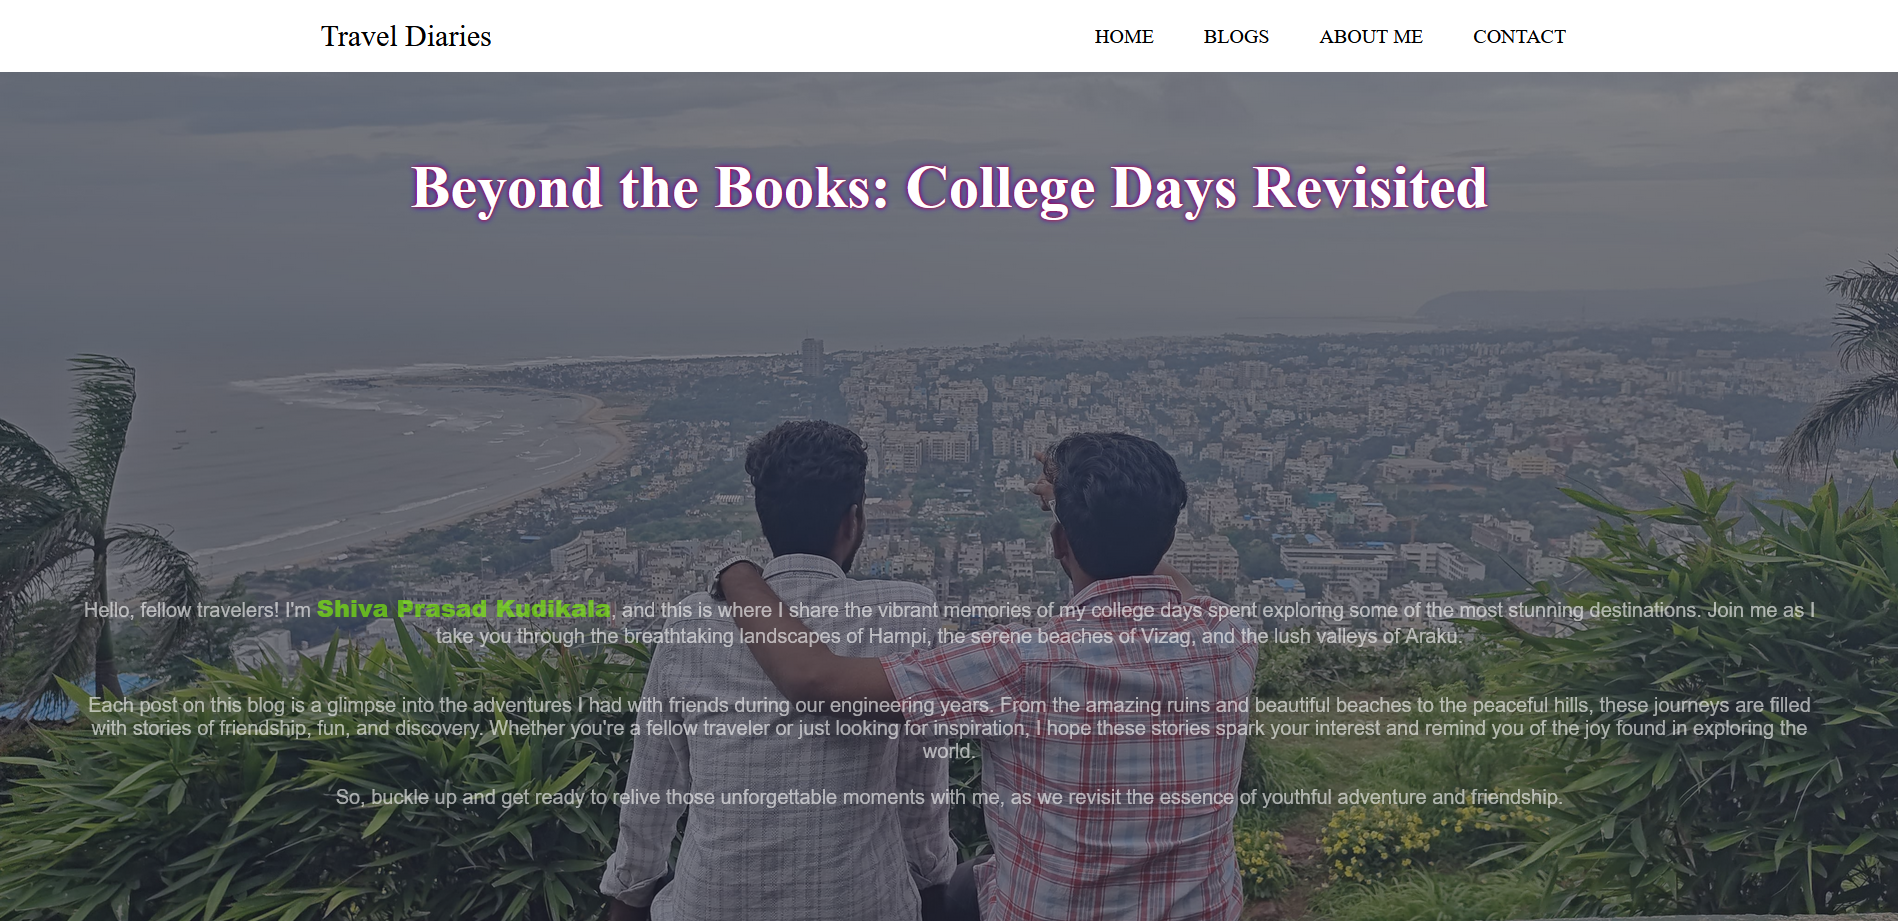 Travel Diaries
HOME BLOGS ABOUT ME CONTACT
Beyond the Books: College Days Revisited
Hello, fellow travelers! I'm Shiva Prasad Kudikala, and this is where I share the vibrant memories of my college days spent exploring some of the most stunning destinations. Join me as I
take you through the breathtaking landscapes of Hampi, the serene beaches of Vizag, and the lush valleys of Araku.
Each post on this blog is a glimpse into the adventures I had with friends during our engineering years. From the amazing ruins and beautiful beaches to the peaceful hills, these journeys are filled
with stories of friendship, fun, and discovery. Whether you're a fellow traveler or just looking for inspiration, I hope these stories spark your interest and remind you of the joy found in exploring the
world.
So, buckle up and get ready to relive those unforgettable moments with me, as we revisit the essence of youthful adventure and friendship.